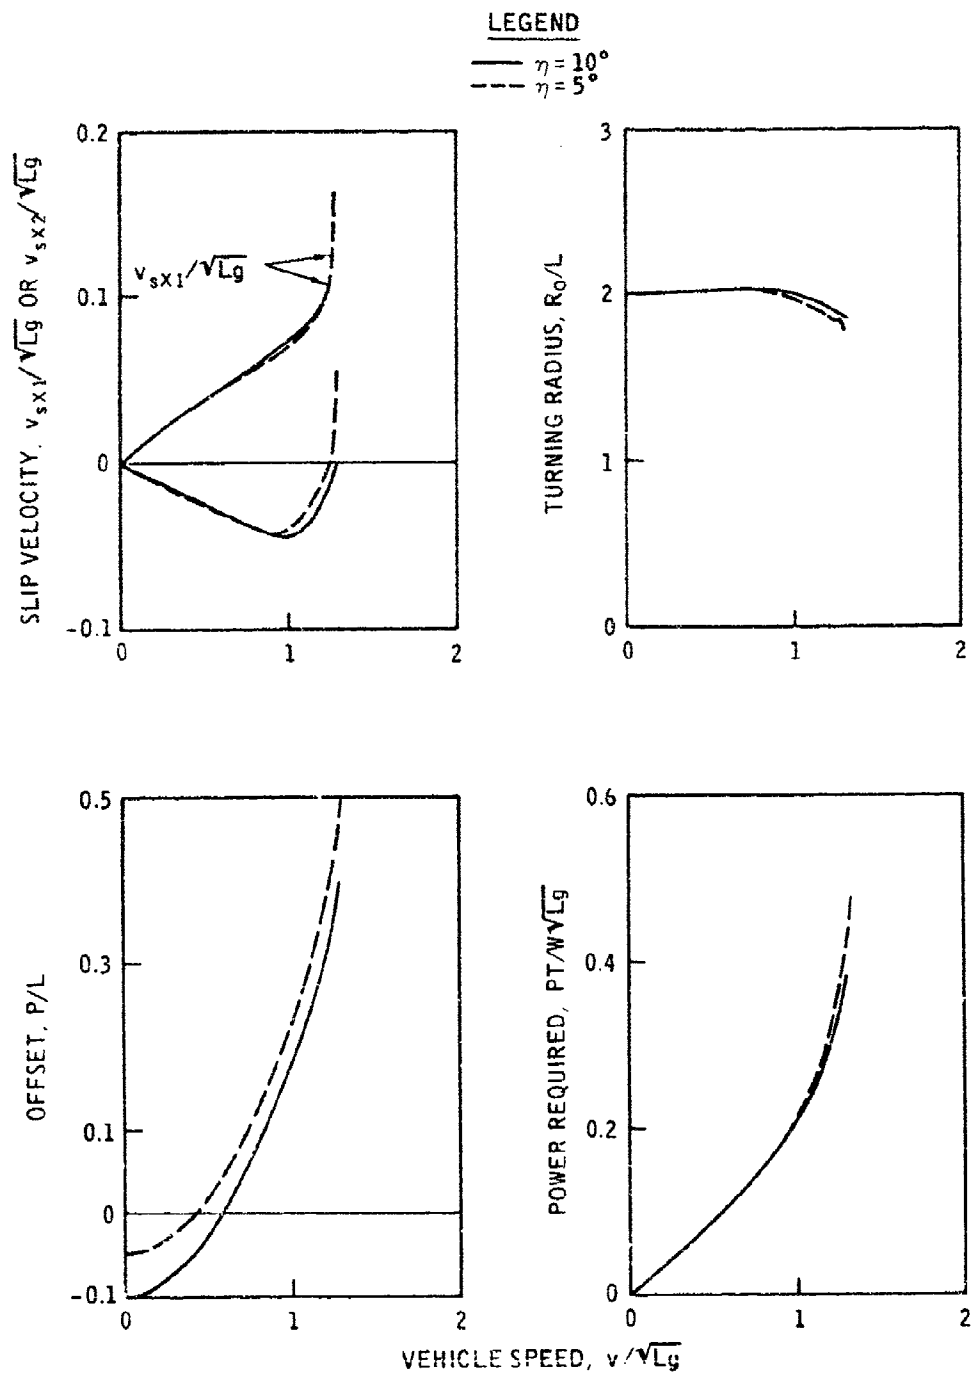 LEGEND
η = 10°
η = 5°
SLIP VELOCITY, v_sX1/√Lg OR v_sX2/√Lg
0.2
0.1
0
-0.1
0 1 2
v_sX1/√Lg
TURNING RADIUS, R₀/L
3
2
1
0
0 1 2
OFFSET, P/L
0.5
0.3
0.1
0
-0.1
0 1 2
POWER REQUIRED, PT/W√Lg
0.6
0.4
0.2
0
0 1 2
VEHICLE SPEED, v/√Lg